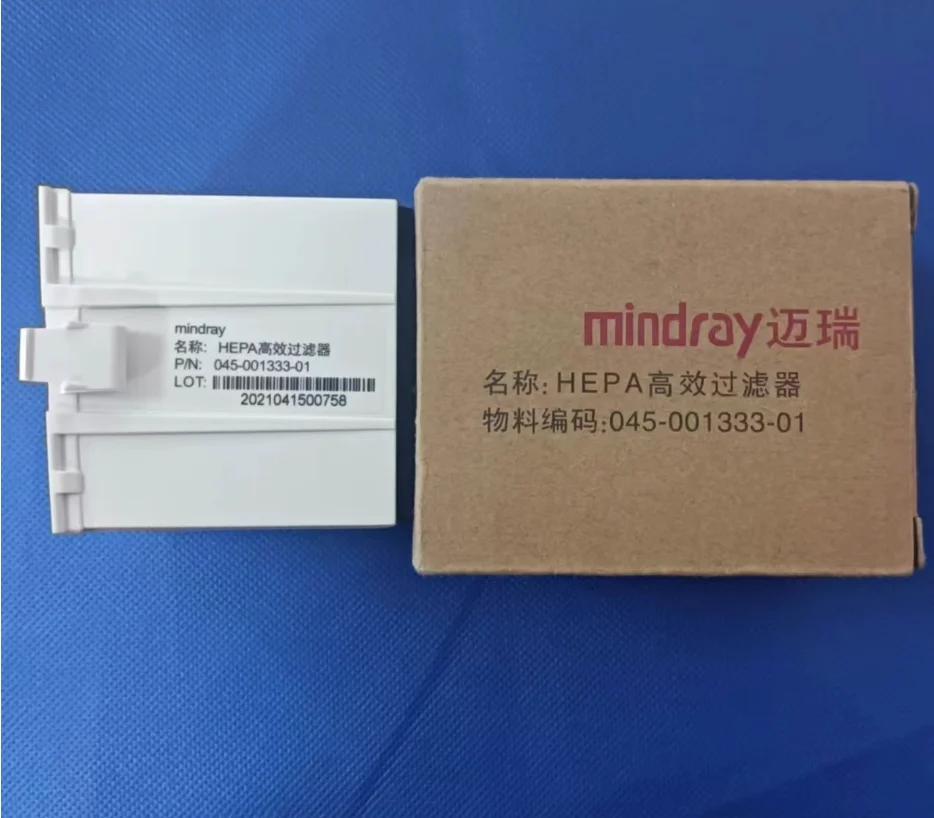 mindray
名称: HEPA高效过滤器
P/N: 045-001333-01
LOT:
2021041500758
mindray迈瑞
名称:HEPA高效过滤器
物料编码:045-001333-01